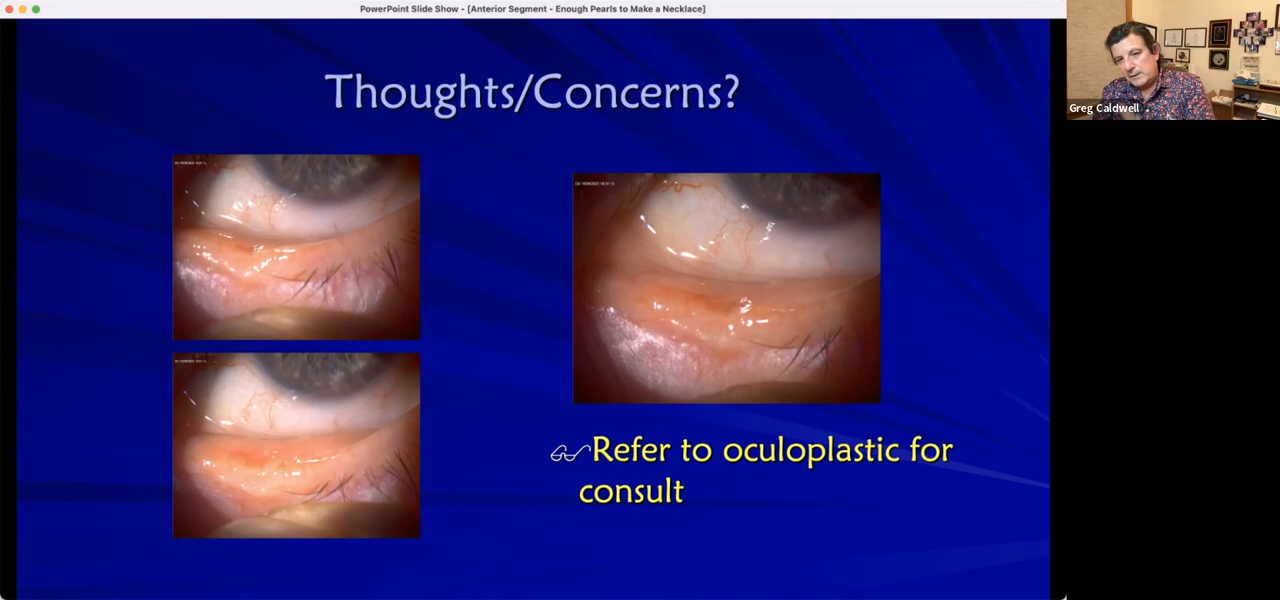 PowerPoint Slide Show - [Anterior Segment - Enough Pearls to Make a Necklace]
Thoughts/Concerns?
Refer to oculoplastic for
consult
Greg Caldwell